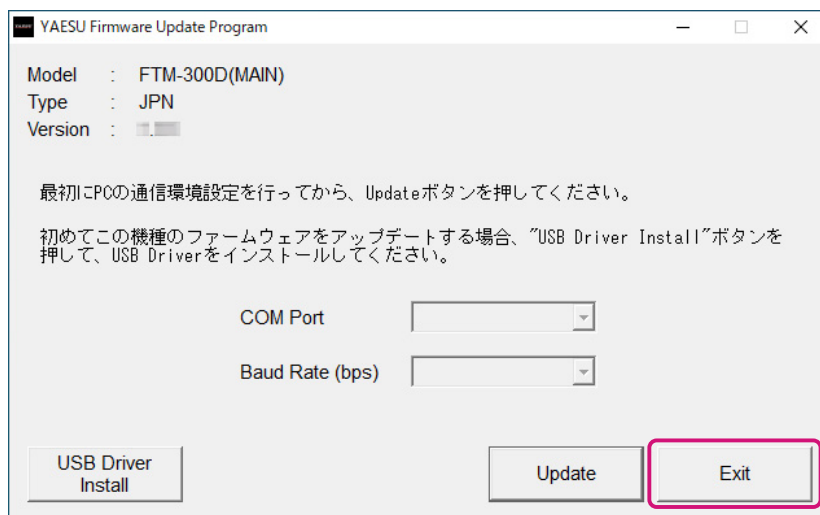 YAESU Firmware Update Program
Model : FTM-300D(MAIN)
Type : JPN
Version :
最初にPCの通信環境設定を行ってから、Updateボタンを押してください。
初めてこの機種のファームウェアをアップデートする場合、"USB Driver Install"ボタンを
押して、USB Driverをインストールしてください。
COM Port
Baud Rate (bps)
USB Driver
Install
Update
Exit